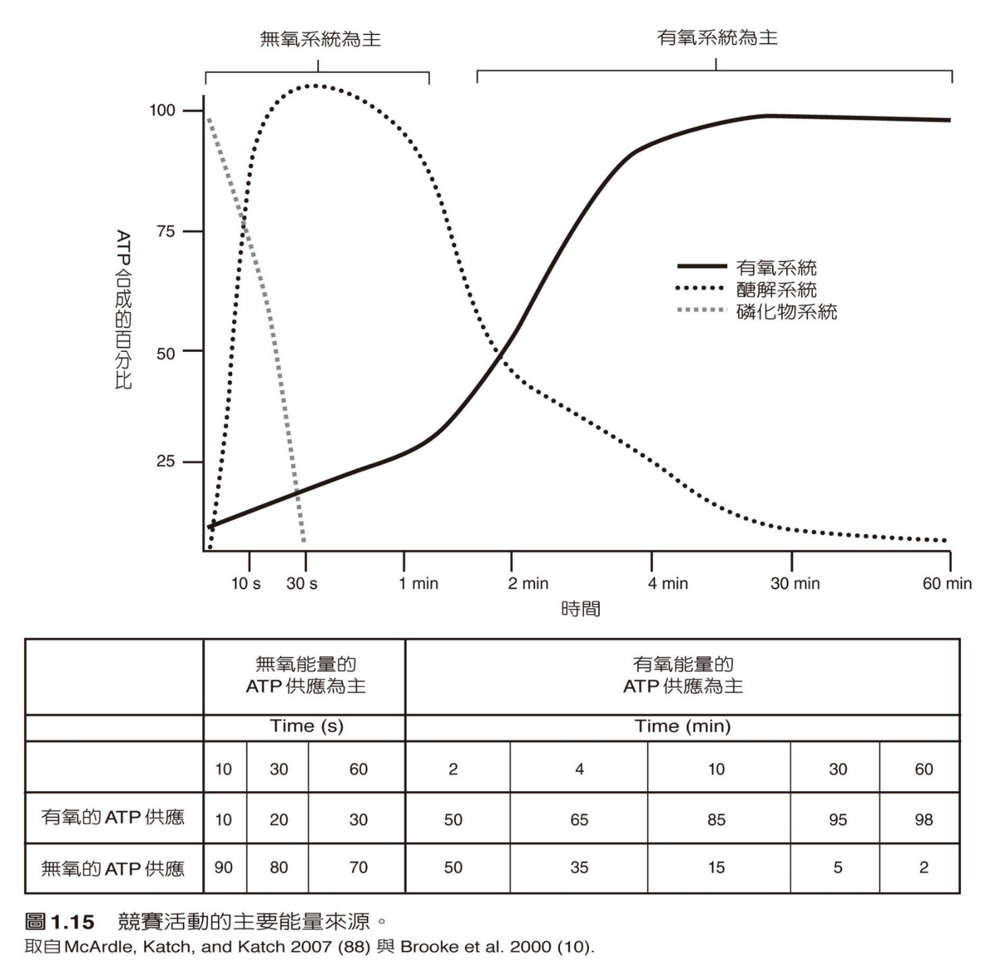 無氧系統為主
有氧系統為主
100
75
50
25
ATP合成的百分比
有氧系統
醣解系統
磷化物系統
10 s 30 s 1 min 2 min 4 min 30 min 60 min
時間
無氧能量的 有氧能量的
ATP供應為主 ATP供應為主
Time (s) Time (min)
10 30 60 2 4 10 30 60
有氧的ATP供應 10 20 30 50 65 85 95 98
無氧的ATP供應 90 80 70 50 35 15 5 2
圖1.15 競賽活動的主要能量來源。
取自McArdle, Katch, and Katch 2007 (88) 與 Brooke et al. 2000 (10).